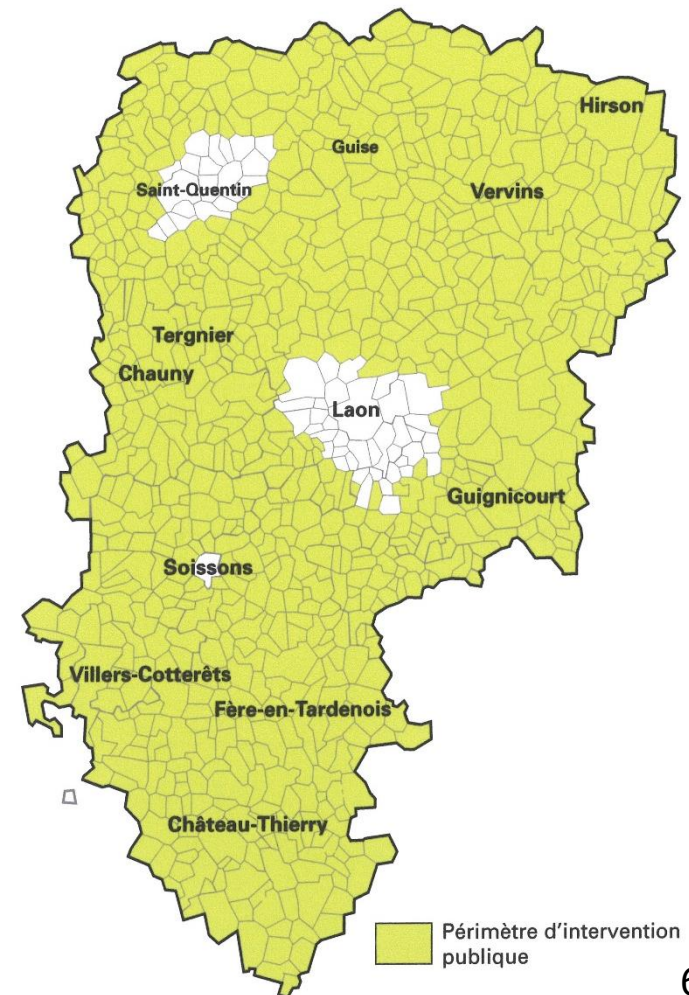 Hirson
Guise
Saint-Quentin
Vervins
Tergnier
Chauny
Laon
Guignicourt
Soissons
Villers-Cotterêts
Fère-en-Tardenois
Château-Thierry
Périmètre d'intervention
publique
6